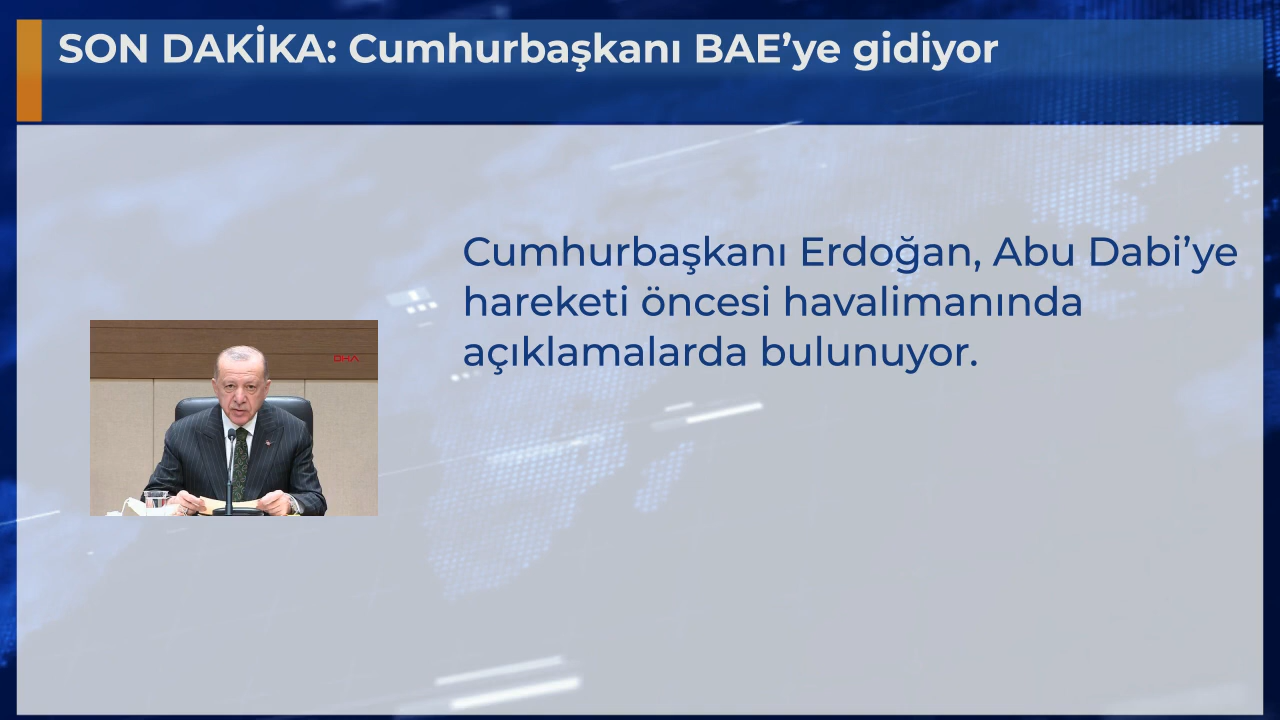 SON DAKİKA: Cumhurbaşkanı BAE’ye gidiyor
Cumhurbaşkanı Erdoğan, Abu Dabi’ye
hareketi öncesi havalimanında
açıklamalarda bulunuyor.
DHA